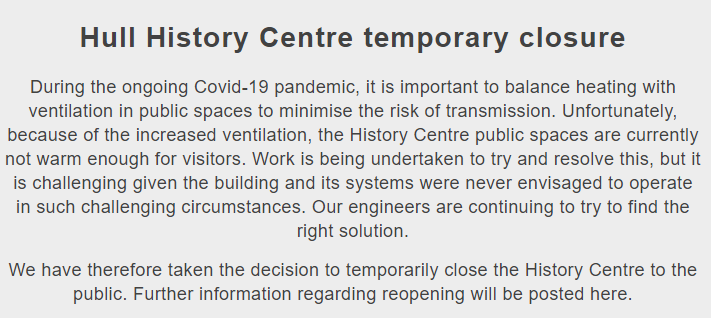 Hull History Centre temporary closure
During the ongoing Covid-19 pandemic, it is important to balance heating with
ventilation in public spaces to minimise the risk of transmission. Unfortunately,
because of the increased ventilation, the History Centre public spaces are currently
not warm enough for visitors. Work is being undertaken to try and resolve this, but it
is challenging given the building and its systems were never envisaged to operate
in such challenging circumstances. Our engineers are continuing to try to find the
right solution.
We have therefore taken the decision to temporarily close the History Centre to the
public. Further information regarding reopening will be posted here.